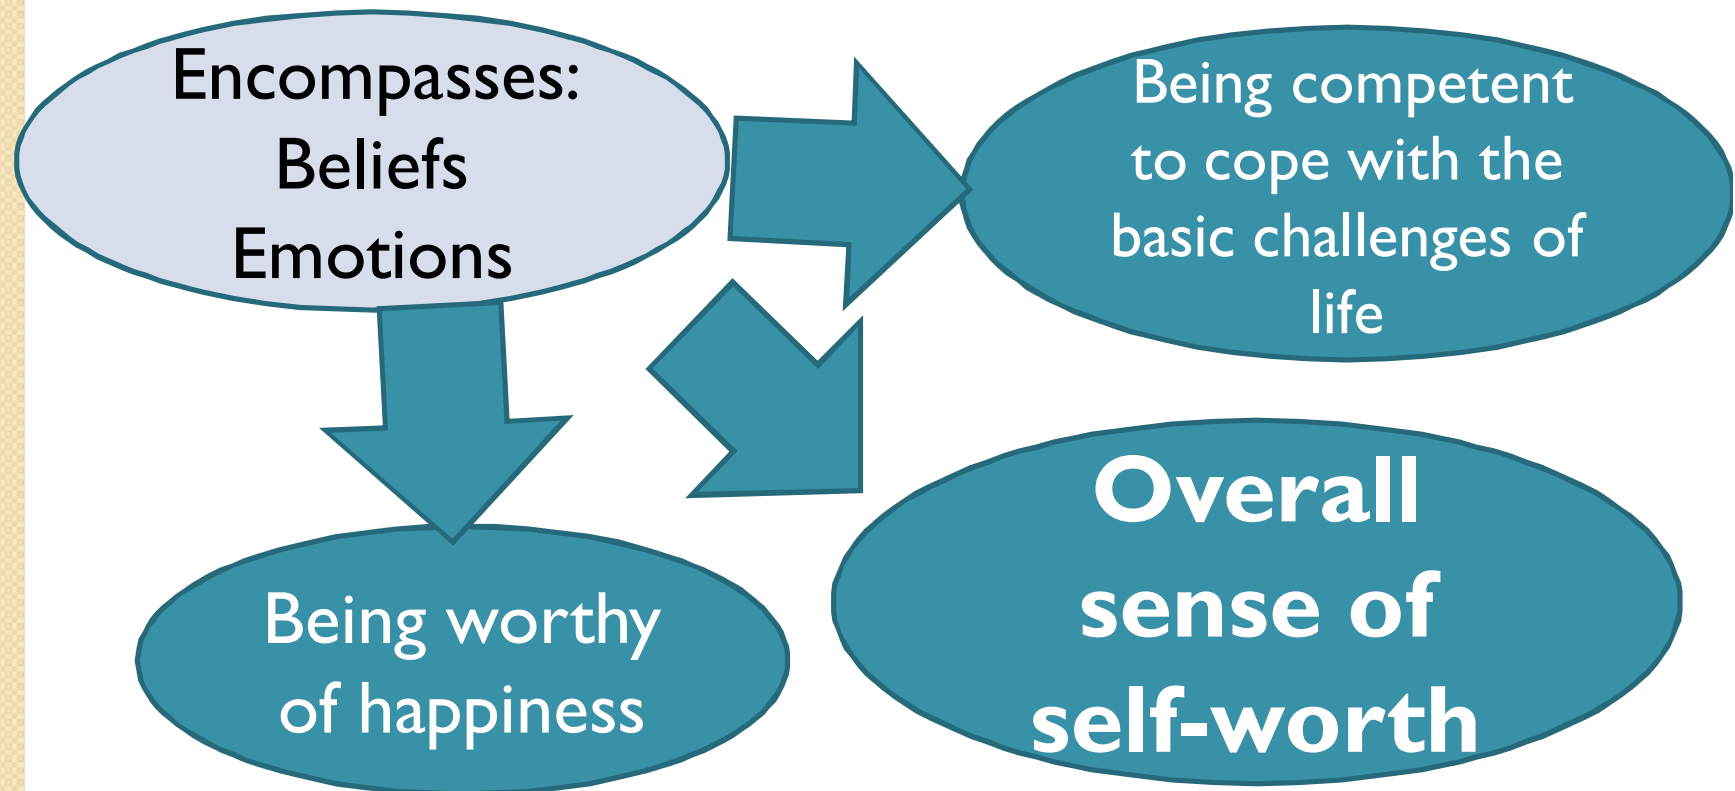 Encompasses:
Beliefs
Emotions
Being competent
to cope with the
basic challenges of
life
Being worthy
of happiness
Overall
sense of
self-worth